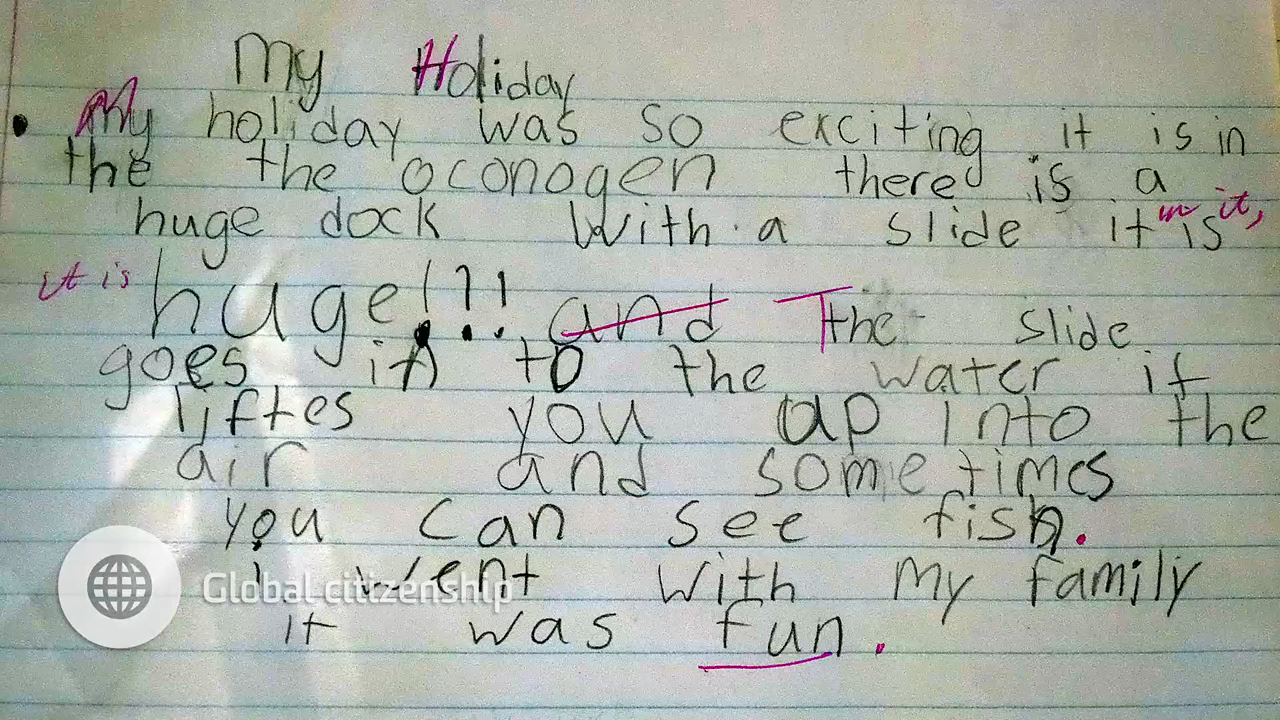 My Holiday
• My holiday was so exciting it is in
the the oconogen there is a
huge dock with a slide it is in it,
it is huge!?! and The slide
goes in to the water it
liftes you up into the
air and some times
you can see fish.
i went with my family
it was fun.
Global citizenship